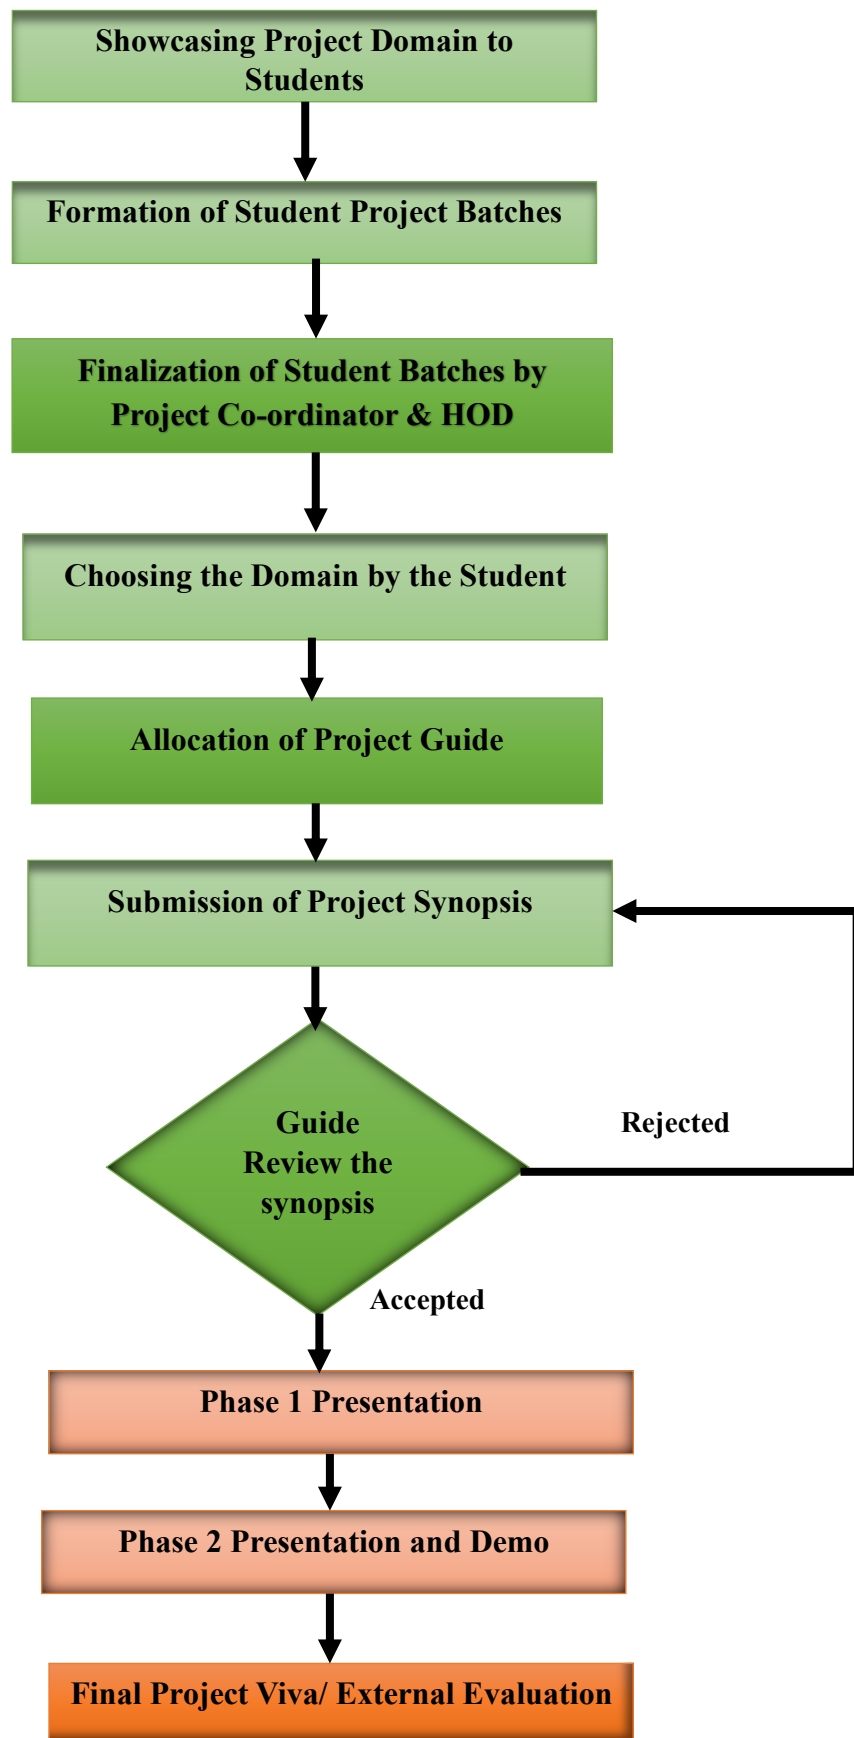 Showcasing Project Domain to
Students
Formation of Student Project Batches
Finalization of Student Batches by
Project Co-ordinator & HOD
Choosing the Domain by the Student
Allocation of Project Guide
Submission of Project Synopsis
Guide
Review the
synopsis
Rejected
Accepted
Phase 1 Presentation
Phase 2 Presentation and Demo
Final Project Viva/ External Evaluation